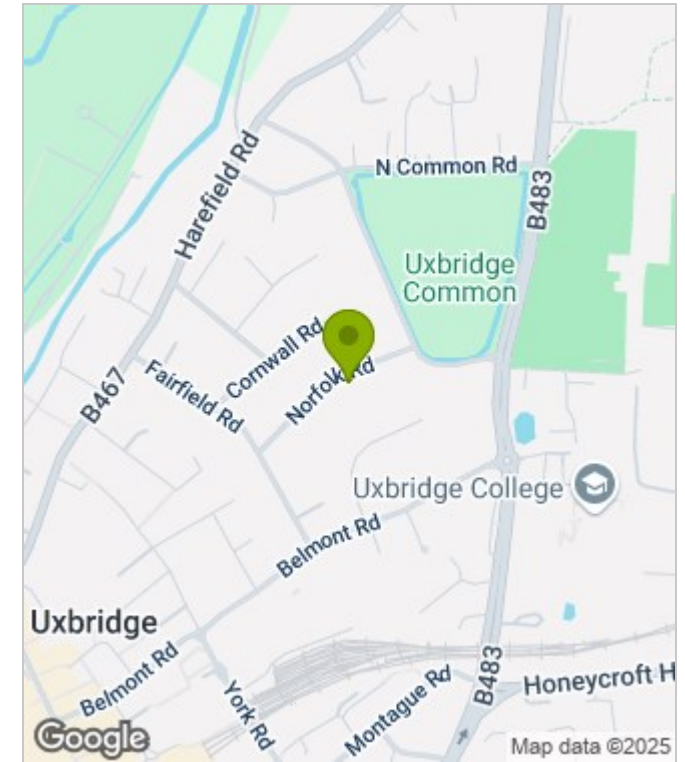 N Common Rd
B483
Harefield Rd
Uxbridge
Common
Cornwall Rd
Norfolk Rd
Fairfield Rd
B467
Uxbridge College
Belmont Rd
Uxbridge
Belmont Rd
York Rd
Montague Rd
B483
Honeycroft H
Google
Map data ©2025